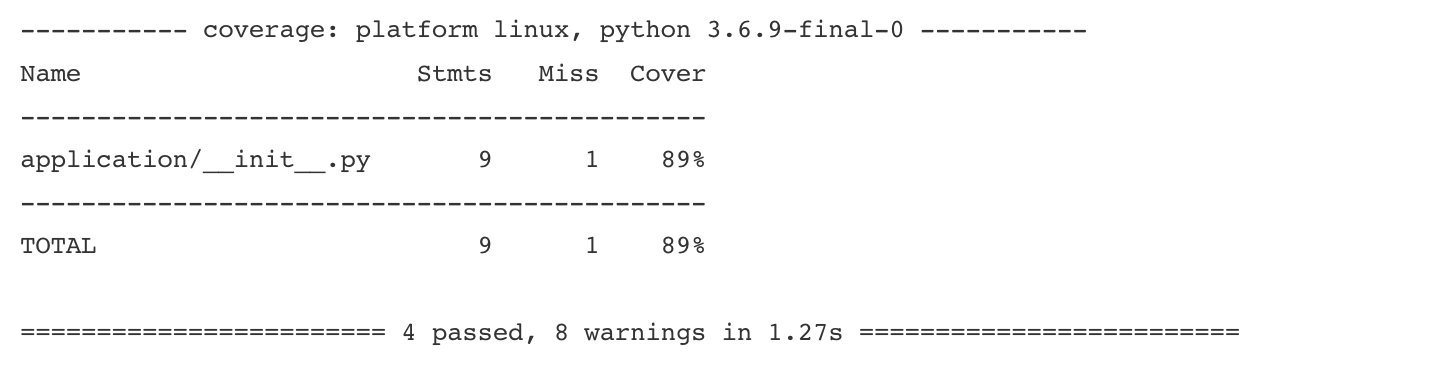 ----------- coverage: platform linux, python 3.6.9-final-0 -----------
Name                      Stmts   Miss  Cover
---------------------------------------------
application/__init__.py       9      1    89%
---------------------------------------------
TOTAL                         9      1    89%
======================== 4 passed, 8 warnings in 1.27s =========================